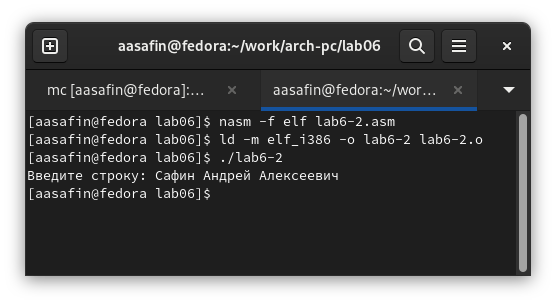 aasafin@fedora:~/work/arch-pc/lab06
mc [aasafin@fedora]:... × aasafin@fedora:~/wor... ×
[aasafin@fedora lab06]$ nasm -f elf lab6-2.asm
[aasafin@fedora lab06]$ ld -m elf_i386 -o lab6-2 lab6-2.o
[aasafin@fedora lab06]$ ./lab6-2
Введите строку: Сафин Андрей Алексеевич
[aasafin@fedora lab06]$